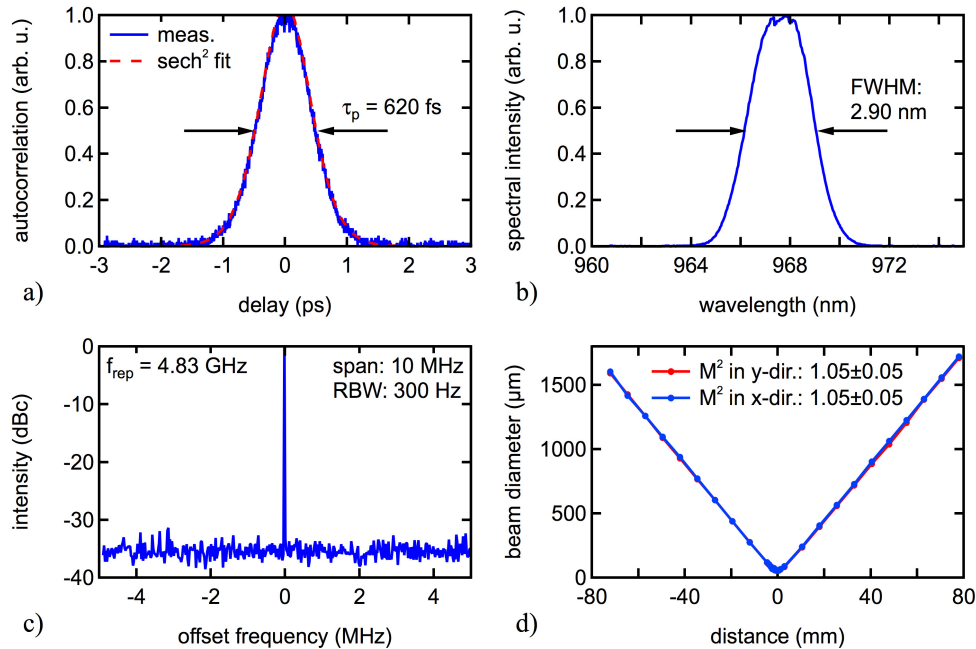 autocorrelation (arb. u.)
1.0
0.8
0.6
0.4
0.2
0.0
meas.
sech² fit
τp = 620 fs
-3 -2 -1 0 1 2 3
delay (ps)
a)
spectral intensity (arb. u.)
1.0
0.8
0.6
0.4
0.2
0.0
FWHM:
2.90 nm
960 964 968 972
wavelength (nm)
b)
intensity (dBc)
0
-10
-20
-30
-40
frep = 4.83 GHz
span: 10 MHz
RBW: 300 Hz
-4 -2 0 2 4
offset frequency (MHz)
c)
beam diameter (µm)
1500
1000
500
0
M² in y-dir.: 1.05±0.05
M² in x-dir.: 1.05±0.05
-80 -40 0 40 80
distance (mm)
d)